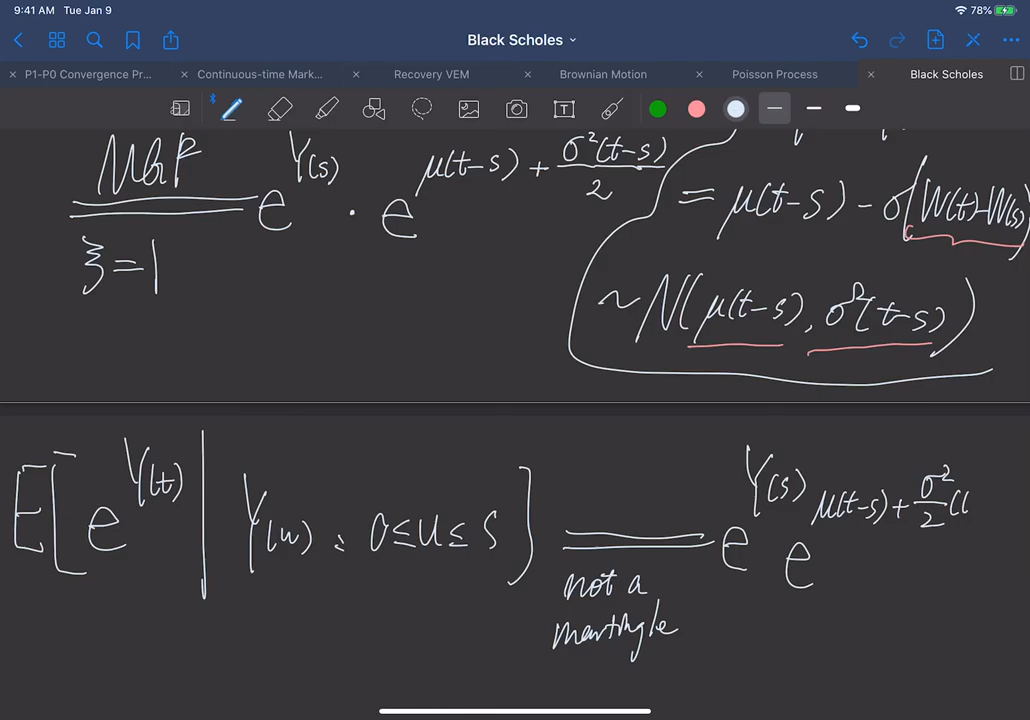 9:41 AM Tue Jan 9
78%
Black Scholes
P1-P0 Convergence Pr...
Continuous-time Mark...
Recovery VEM
Brownian Motion
Poisson Process
Black Scholes
MGF
ξ=1
e^{Y(s)} · e^{μ(t-s) + σ²(t-s)/2}
= μ(t-s) - σ(W(t)-W(s)
~ N(μ(t-s), σ²(t-s))
E[e^{Y(t)} | Y(u) : 0≤u≤s] = e^{Y(s)} e^{μ(t-s) + σ²/2 (
not a
martingle